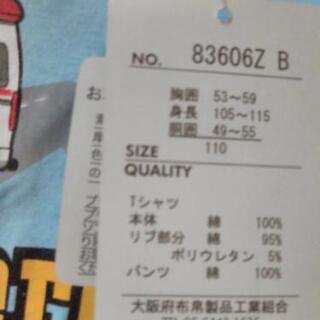 NO. 83606Z B
胸囲 53～59
身長 105～115
胴囲 49～55
SIZE 110
QUALITY
Tシャツ
本体 綿 100%
リブ部分 綿 95%
ポリウレタン 5%
パンツ 綿 100%
大阪府布帛製品工業組合